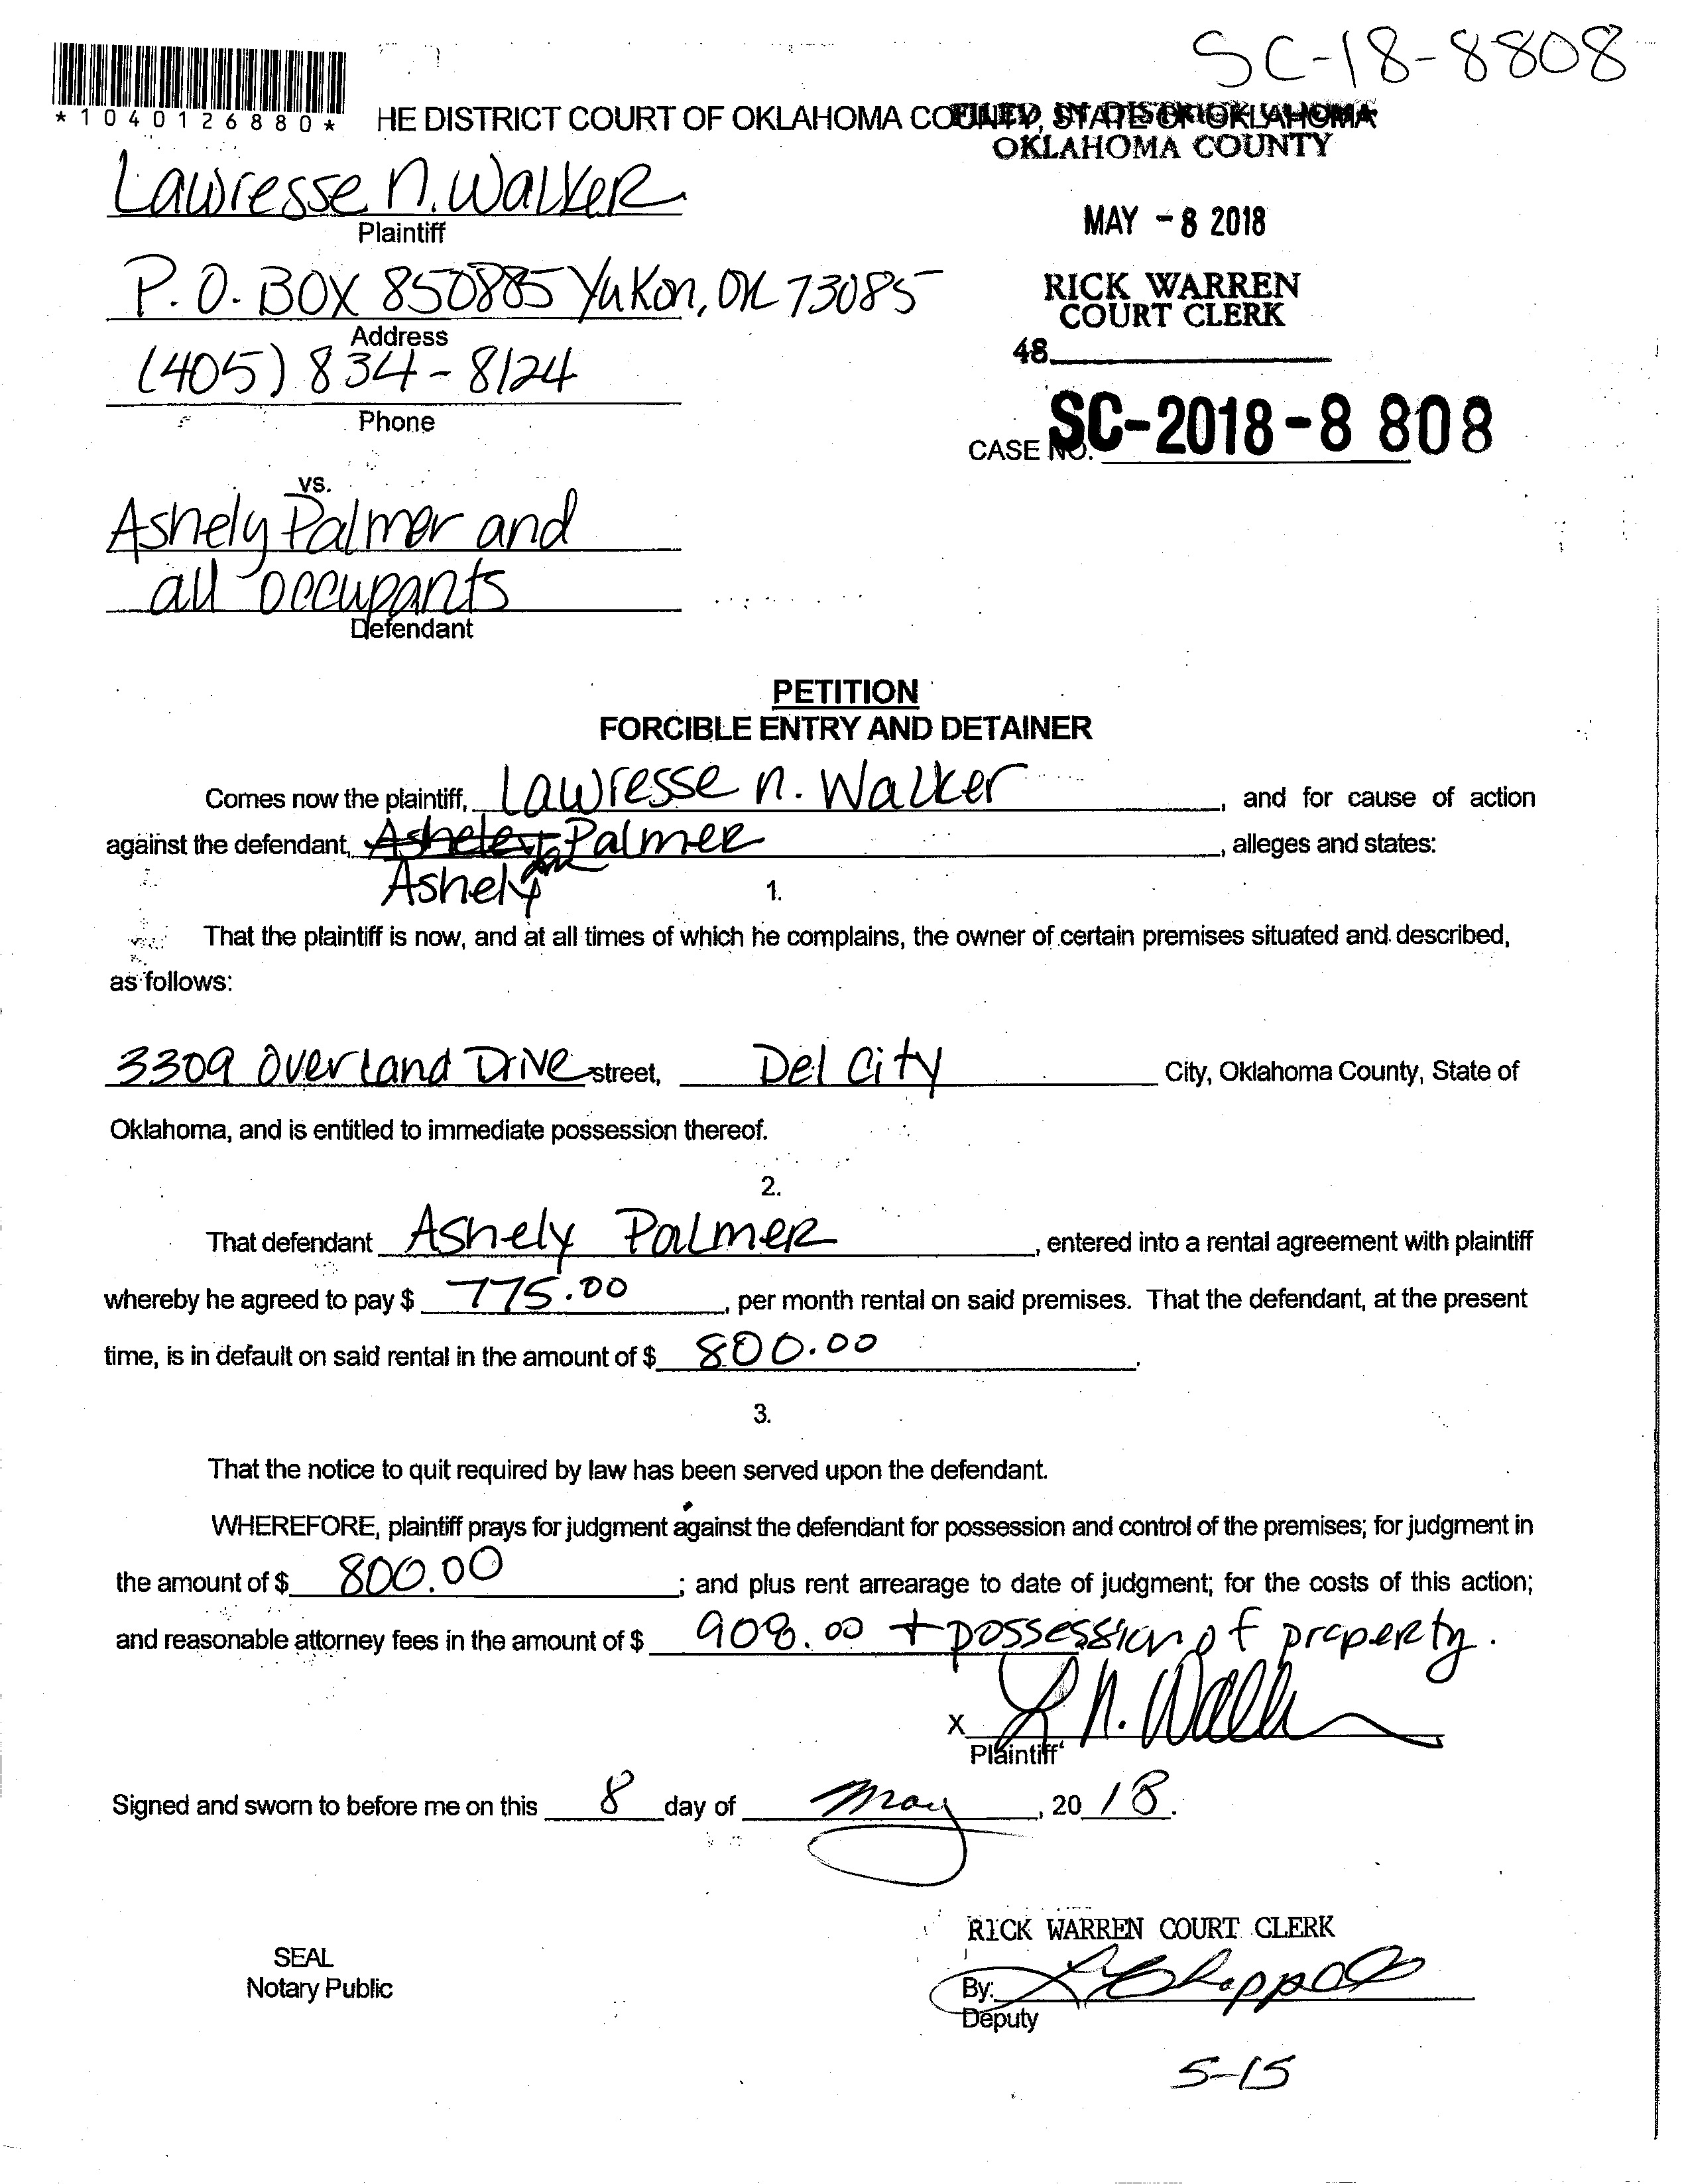 SC-18-8808
*1040126880*
HE DISTRICT COURT OF OKLAHOMA COUNTY, STATE OF OKLAHOMA
FILED IN DISTRICT
OKLAHOMA COUNTY
Lawresse N. Walker
Plaintiff
MAY -8 2018
P.O. BOX 850885 Yukon, OK 73085
Address
RICK WARREN
COURT CLERK
(405) 834-8124
Phone
48
CASE NO. SC-2018-8 808
vs.
Ashely Palmer and
all occupants
Defendant
PETITION
FORCIBLE ENTRY AND DETAINER
Comes now the plaintiff, Lawresse N. Walker, and for cause of action
against the defendant, Palmer, alleges and states:
Ashely
1.
That the plaintiff is now, and at all times of which he complains, the owner of certain premises situated and described,
as follows:
3309 Overland Drive street, Del City City, Oklahoma County, State of
Oklahoma, and is entitled to immediate possession thereof.
2.
That defendant Ashely Palmer, entered into a rental agreement with plaintiff
whereby he agreed to pay $ 775.00, per month rental on said premises. That the defendant, at the present
time, is in default on said rental in the amount of $ 800.00.
3.
That the notice to quit required by law has been served upon the defendant.
WHEREFORE, plaintiff prays for judgment against the defendant for possession and control of the premises; for judgment in
the amount of $ 800.00; and plus rent arrearage to date of judgment; for the costs of this action;
and reasonable attorney fees in the amount of $ + possession of property.
X L N. Walker
Plaintiff
Signed and sworn to before me on this 8 day of May, 20 18.
RICK WARREN COURT CLERK
SEAL
Notary Public
By:
Deputy
5-15